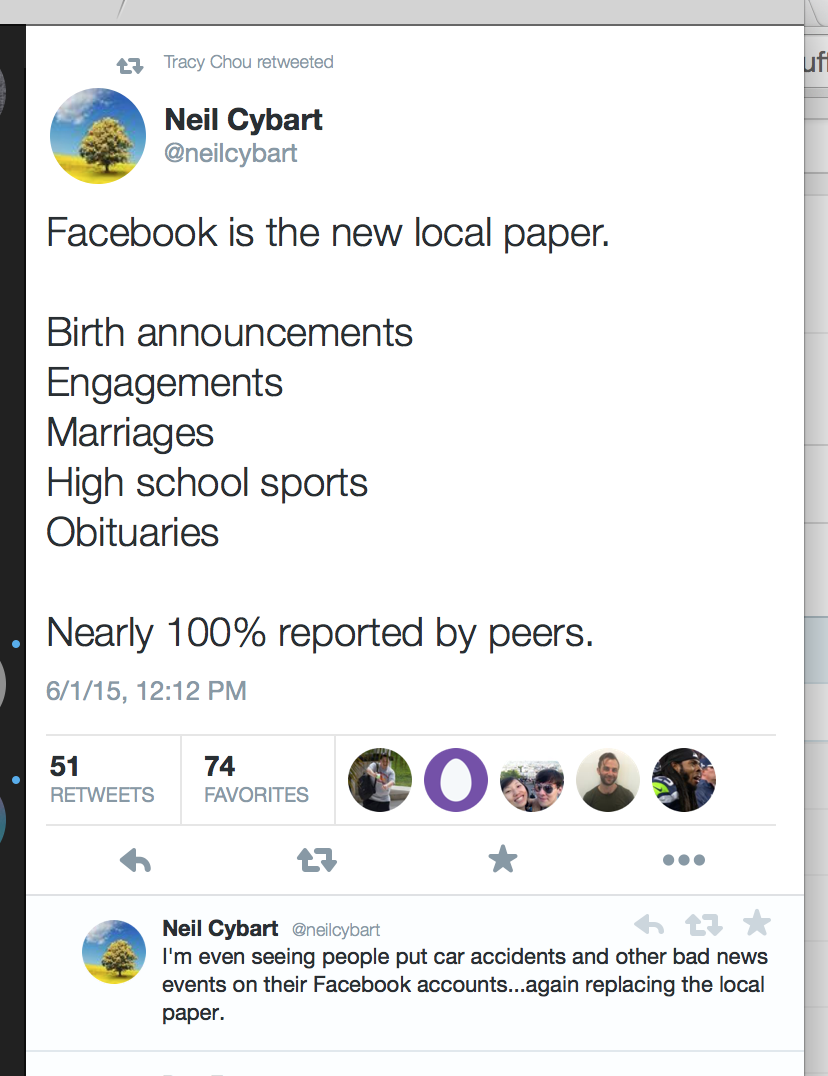 Tracy Chou retweeted
Neil Cybart
@neilcybart
Facebook is the new local paper.
Birth announcements
Engagements
Marriages
High school sports
Obituaries
Nearly 100% reported by peers.
6/1/15, 12:12 PM
51
RETWEETS
74
FAVORITES
Neil Cybart @neilcybart
I'm even seeing people put car accidents and other bad news
events on their Facebook accounts...again replacing the local
paper.